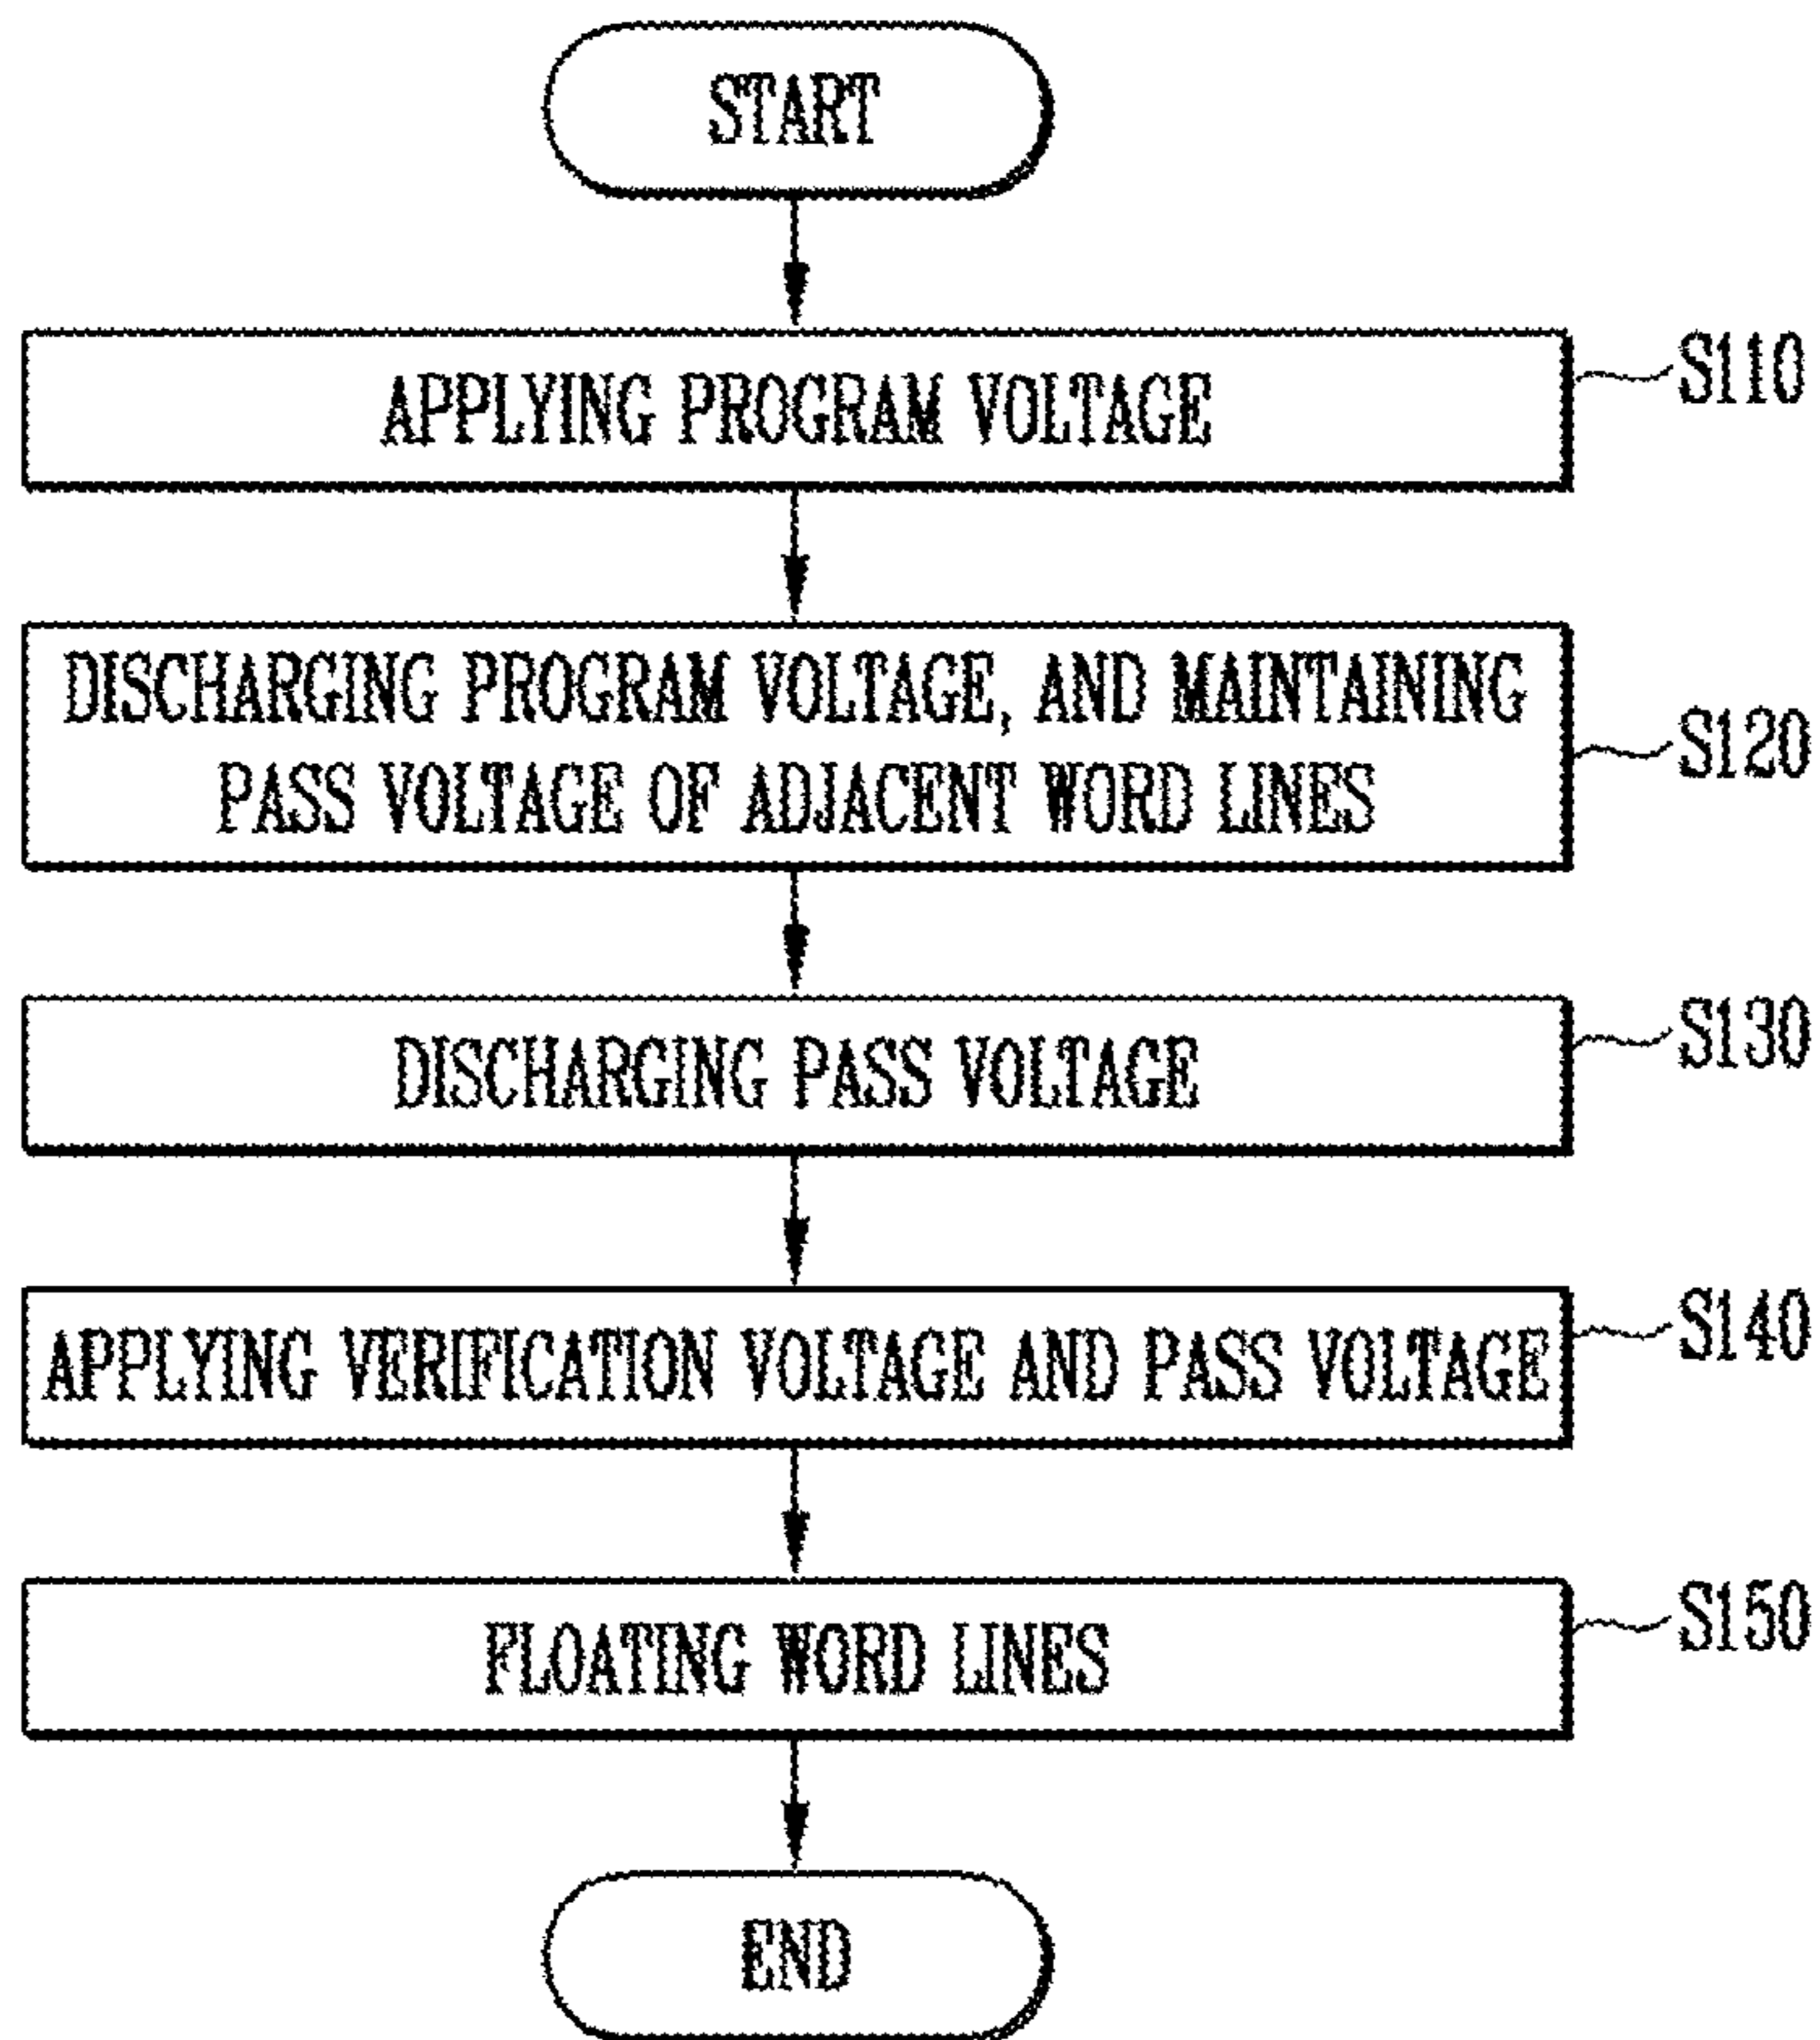 START
APPLYING PROGRAM VOLTAGE
S110
DISCHARGING PROGRAM VOLTAGE, AND MAINTAINING
PASS VOLTAGE OF ADJACENT WORD LINES
S120
DISCHARGING PASS VOLTAGE
S130
APPLYING VERIFICATION VOLTAGE AND PASS VOLTAGE
S140
FLOATING WORD LINES
S150
END